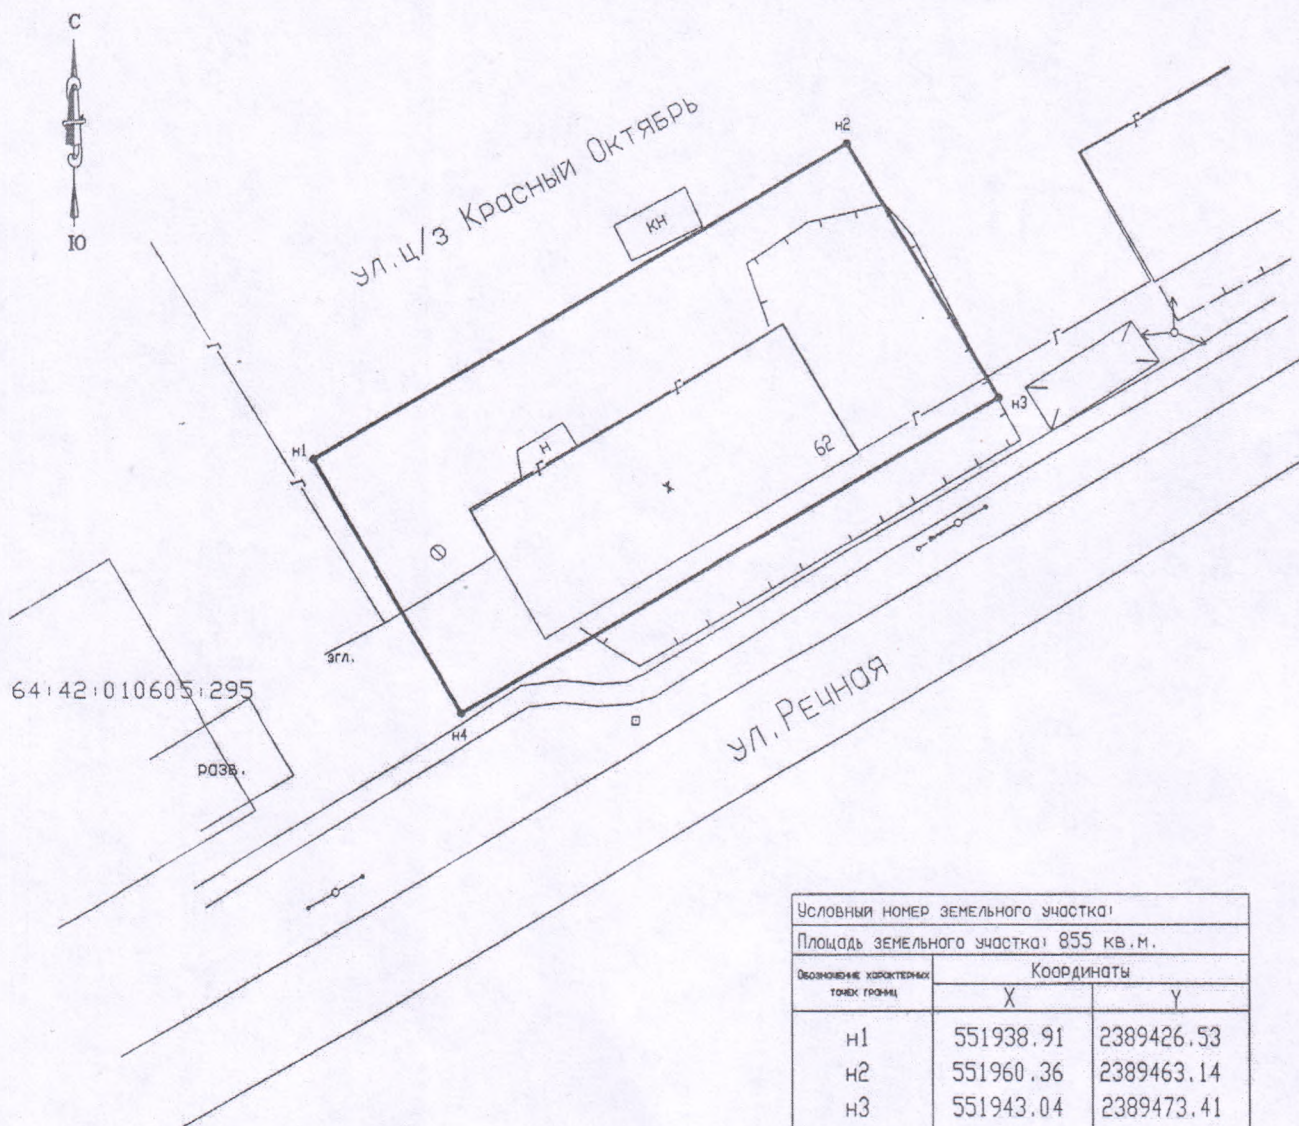 С
Ю
ул. ц/з Красный Октябрь
н2
КН
Г
Г
Г
н1
Г
Н
Г
62
Г
Г
н3
х
эгл.
64:42:010605:295
разв.
н4
ул. Речная
Условный номер земельного участка:
Площадь земельного участка: 855 кв.м.
Обозначение характерных точек границ
Координаты
X Y
н1 551938.91 2389426.53
н2 551960.36 2389463.14
н3 551943.04 2389473.41